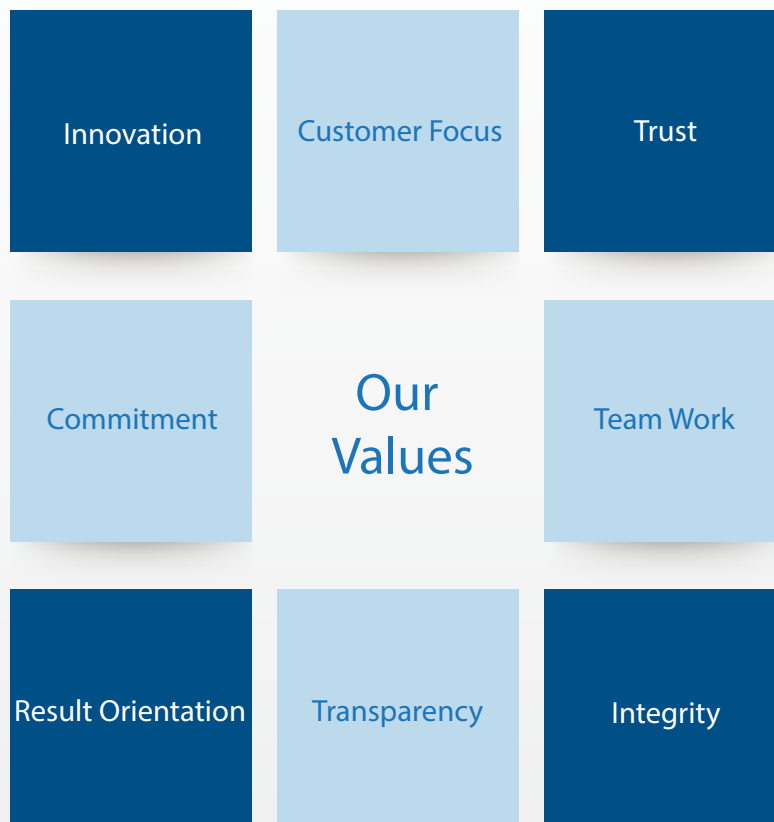 Innovation
Customer Focus
Trust
Commitment
Our
Values
Team Work
Result Orientation
Transparency
Integrity